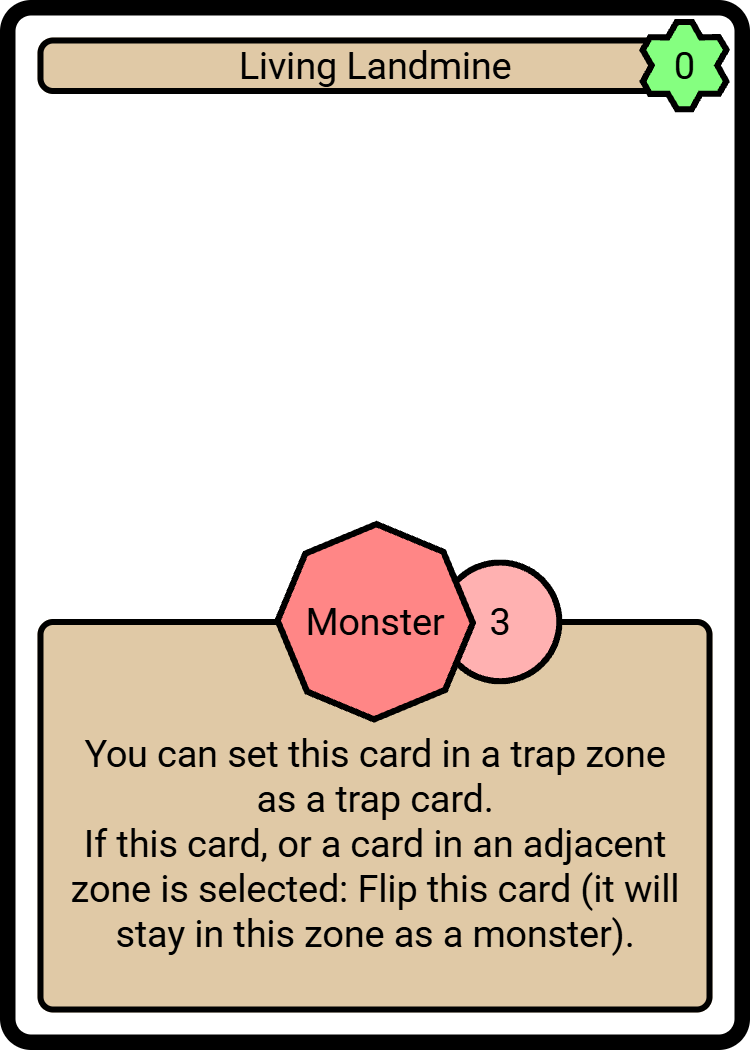 Living Landmine
0
Monster
3
You can set this card in a trap zone
as a trap card.
If this card, or a card in an adjacent
zone is selected: Flip this card (it will
stay in this zone as a monster).